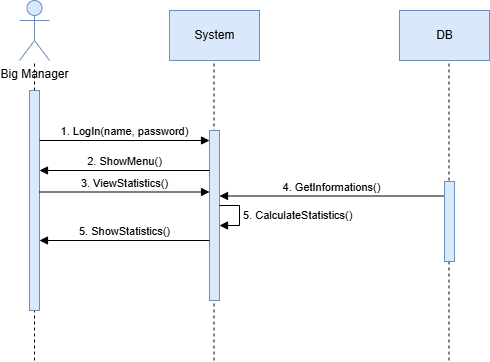 System
DB
Big Manager
1. LogIn(name, password)
2. ShowMenu()
3. ViewStatistics()
4. GetInformations()
5. CalculateStatistics()
5. ShowStatistics()